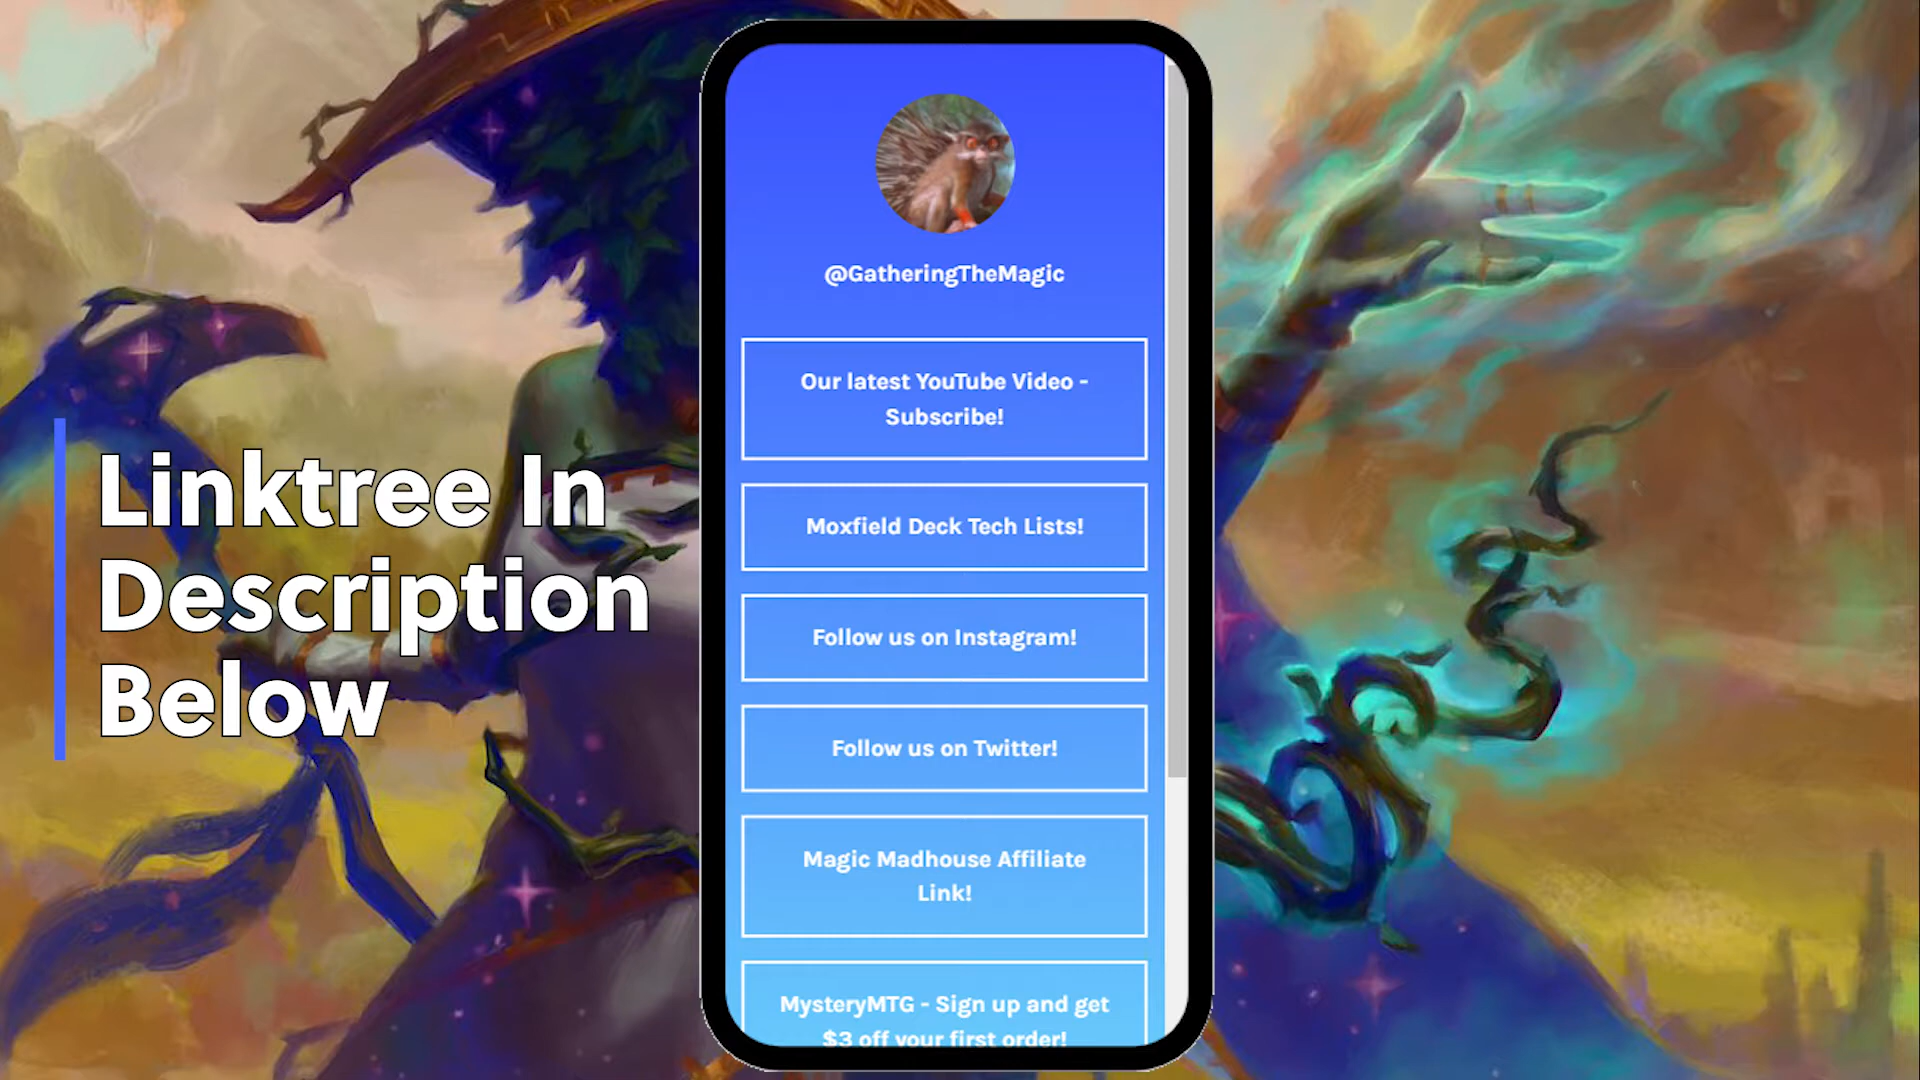 Linktree In
Description
Below
@GatheringTheMagic
Our latest YouTube Video -
Subscribe!
Moxfield Deck Tech Lists!
Follow us on Instagram!
Follow us on Twitter!
Magic Madhouse Affiliate
Link!
MysteryMTG - Sign up and get
$3 off your first order!